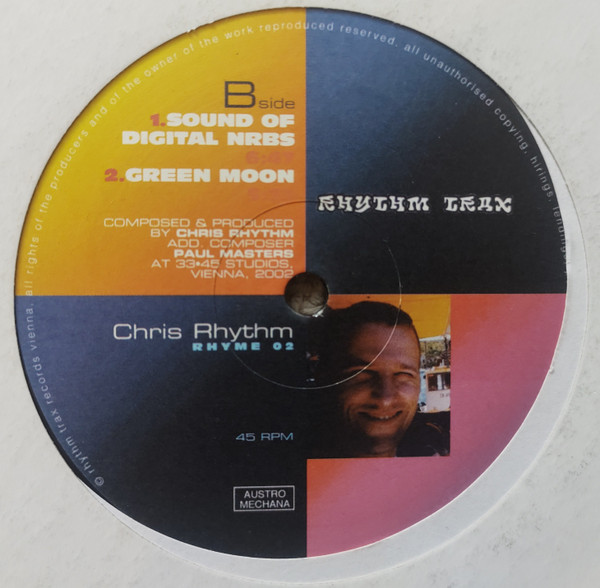 B side
1.SOUND OF
DIGITAL NRBS
2.GREEN MOON
COMPOSED & PRODUCED
BY CHRIS RHYTHM
ADD. COMPOSER
PAUL MASTERS
AT 33•45 STUDIOS,
VIENNA, 2002
RHYTHM TRAX
Chris Rhythm
RHYME 02
45 RPM
AUSTRO
MECHANA
© rhythm trax records vienna, all rights of the producers and of the owner of the work reproduced reserved. all unauthorised copying, hirings, lendings,